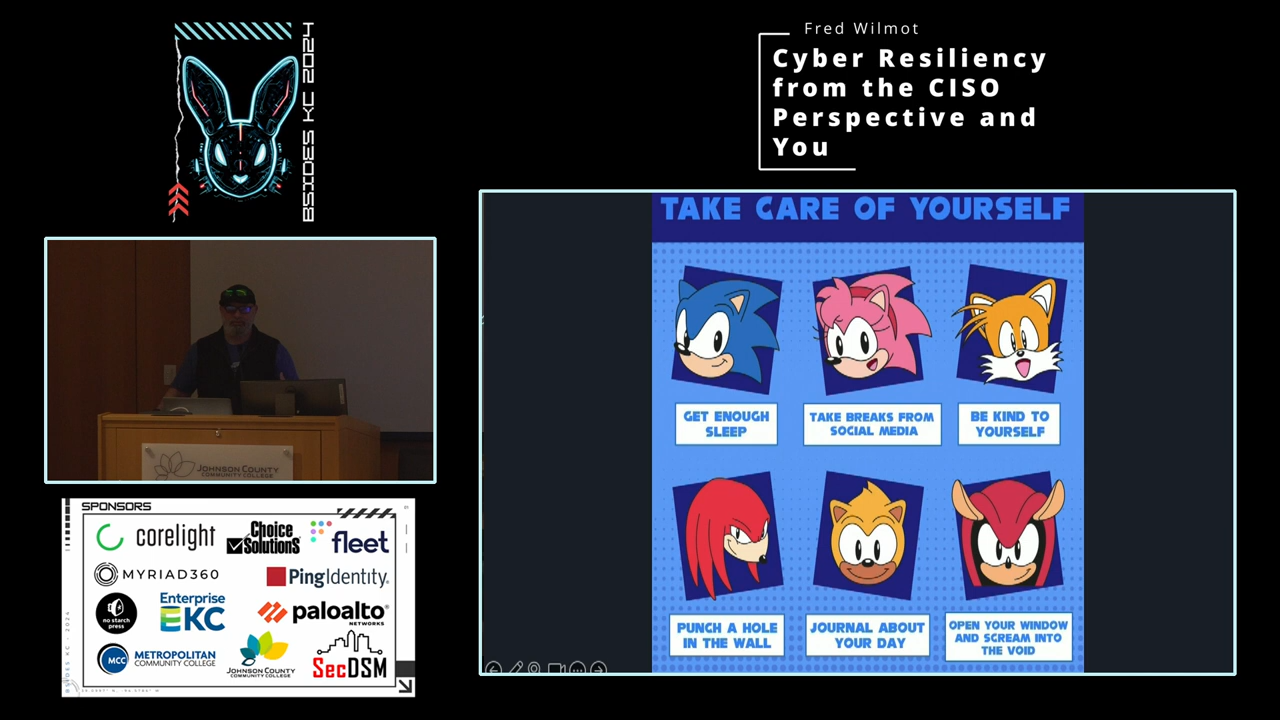 Fred Wilmot
Cyber Resiliency
from the CISO
Perspective and
You
BSIDES KC 2024
TAKE CARE OF YOURSELF
GET ENOUGH
SLEEP
TAKE BREAKS FROM
SOCIAL MEDIA
BE KIND TO
YOURSELF
PUNCH A HOLE
IN THE WALL
JOURNAL ABOUT
YOUR DAY
OPEN YOUR WINDOW
AND SCREAM INTO
THE VOID
JOHNSON COUNTY
COMMUNITY COLLEGE
SPONSORS
corelight
Choice
Solutions
fleet
MYRIAD360
PingIdentity.
no starch
press
Enterprise
EKC
paloalto
NETWORKS
MCC
METROPOLITAN
COMMUNITY COLLEGE
JOHNSON COUNTY
COMMUNITY COLLEGE
SecDSM
BSIDES KC - 2024